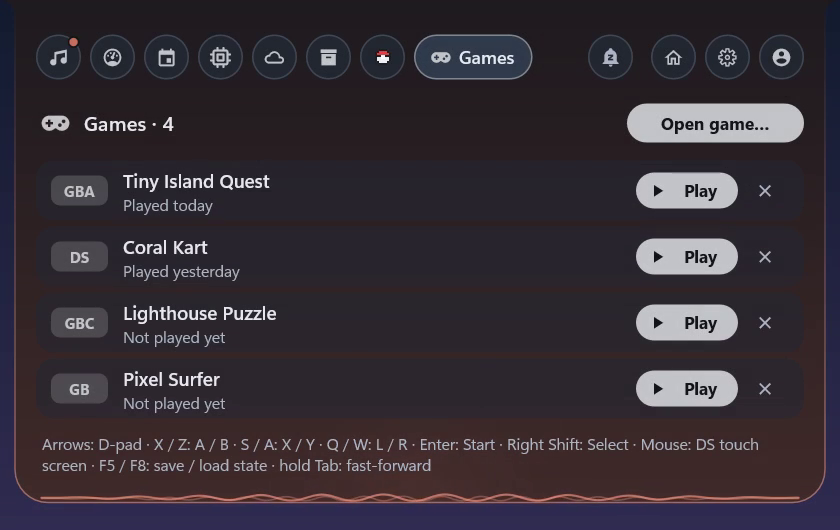 Games
Games · 4
Open game...
GBA
Tiny Island Quest
Played today
Play
DS
Coral Kart
Played yesterday
Play
GBC
Lighthouse Puzzle
Not played yet
Play
GB
Pixel Surfer
Not played yet
Play
Arrows: D-pad · X / Z: A / B · S / A: X / Y · Q / W: L / R · Enter: Start · Right Shift: Select · Mouse: DS touch
screen · F5 / F8: save / load state · hold Tab: fast-forward